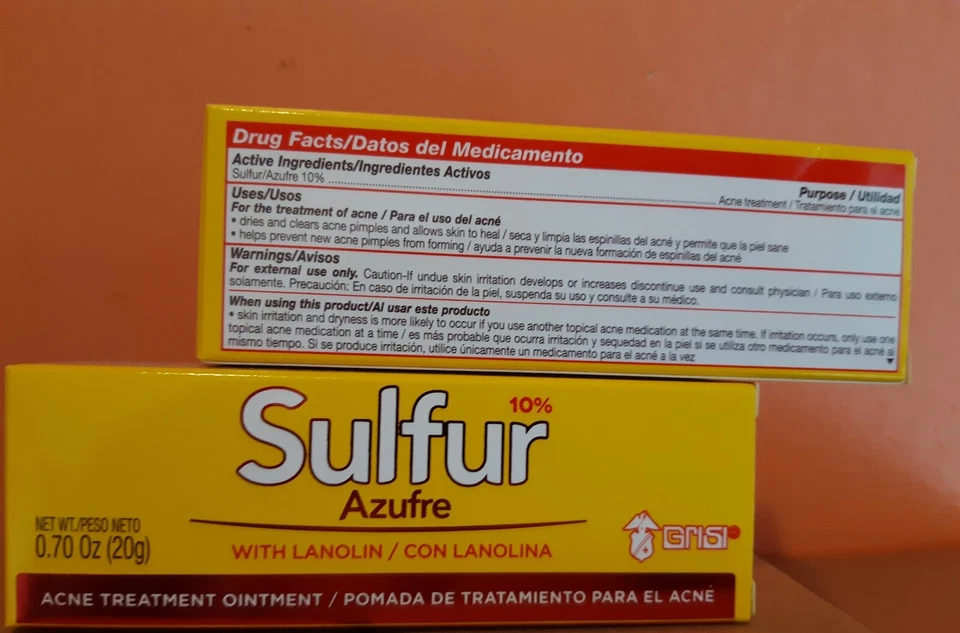 Drug Facts/Datos del Medicamento
Active Ingredients/Ingredientes Activos
Purpose / Utilidad
Sulfur/Azufre 10% ........ Acne treatment / Tratamiento para el acne
Uses/Usos
For the treatment of acne / Para el uso del acné
• dries and clears acne pimples and allows skin to heal / seca y limpia las espinillas del acné y permite que la piel sane
• helps prevent new acne pimples from forming / ayuda a prevenir la nueva formación de espinillas del acné
Warnings/Avisos
For external use only. Caution-If undue skin irritation develops or increases discontinue use and consult physician / Para uso externo
solamente. Precaución: En caso de irritación de la piel, suspenda su uso y consulte a su médico.
When using this product/Al usar este producto
• skin irritation and dryness is more likely to occur if you use another topical acne medication at the same time. If irritation occurs, only use one
topical acne medication at a time / es más probable que ocurra irritación y sequedad en la piel si se utiliza otro medicamento para el acné al
mismo tiempo. Si se produce irritación, utilice únicamente un medicamento para el acné a la vez
Sulfur
10%
Azufre
NET WT./PESO NETO
0.70 Oz (20g)
WITH LANOLIN / CON LANOLINA
GRISI
ACNE TREATMENT OINTMENT / POMADA DE TRATAMIENTO PARA EL ACNÉ